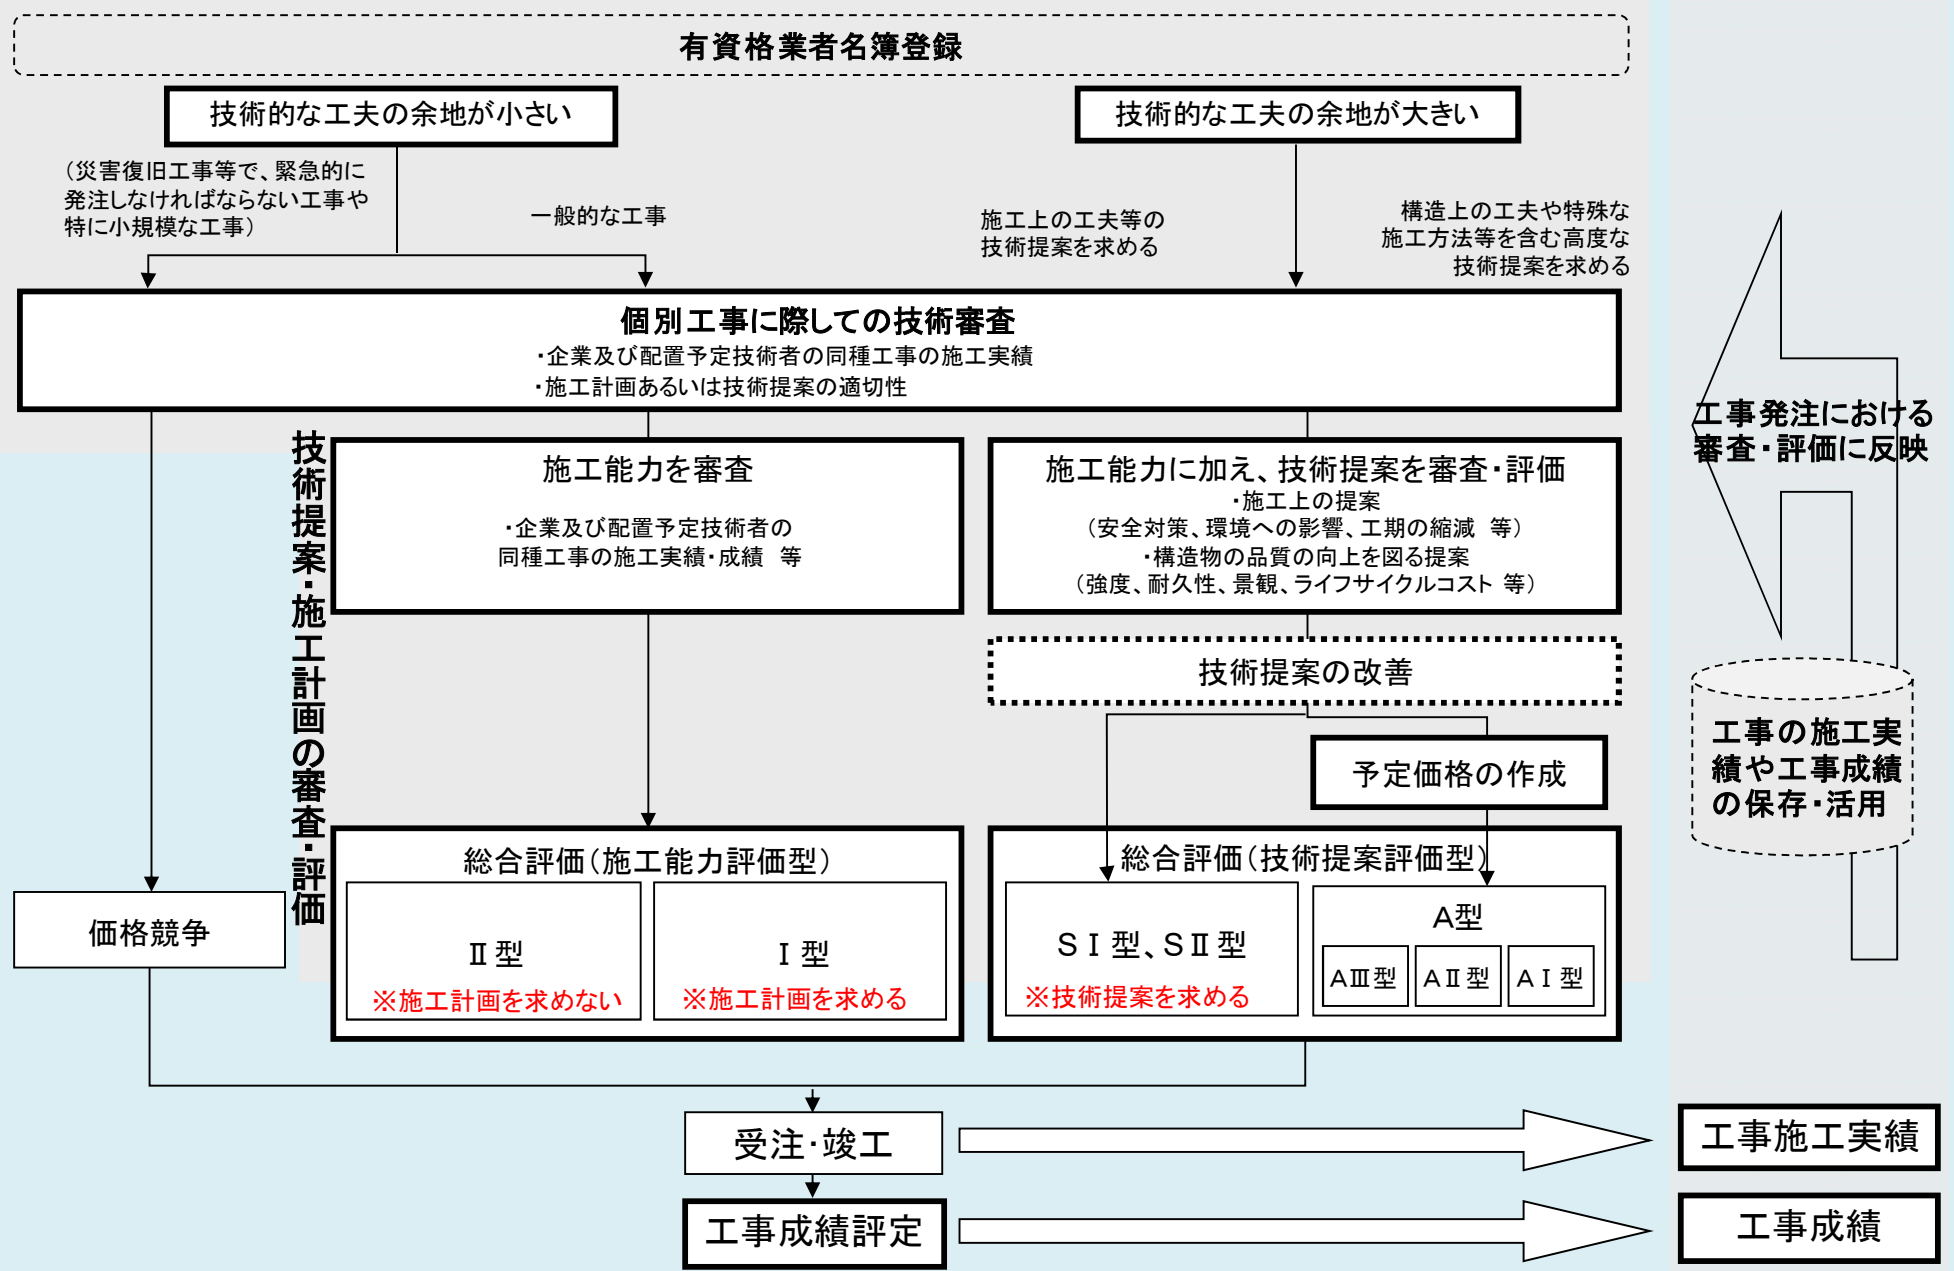 有資格業者名簿登録
技術的な工夫の余地が小さい
技術的な工夫の余地が大きい
（災害復旧工事等で、緊急的に
発注しなければならない工事や
特に小規模な工事）
一般的な工事
施工上の工夫等の
技術提案を求める
構造上の工夫や特殊な
施工方法等を含む高度な
技術提案を求める
個別工事に際しての技術審査
・企業及び配置予定技術者の同種工事の施工実績
・施工計画あるいは技術提案の適切性
技術提案・施工計画の審査・評価
施工能力を審査
・企業及び配置予定技術者の
同種工事の施工実績・成績　等
施工能力に加え、技術提案を審査・評価
・施工上の提案
（安全対策、環境への影響、工期の縮減　等）
・構造物の品質の向上を図る提案
（強度、耐久性、景観、ライフサイクルコスト　等）
技術提案の改善
予定価格の作成
価格競争
総合評価（施工能力評価型）
Ⅱ型
※施工計画を求めない
Ⅰ型
※施工計画を求める
総合評価（技術提案評価型）
ＳⅠ型、ＳⅡ型
※技術提案を求める
Ａ型
ＡⅢ型
ＡⅡ型
ＡⅠ型
受注・竣工
工事成績評定
工事発注における
審査・評価に反映
工事の施工実
績や工事成績
の保存・活用
工事施工実績
工事成績